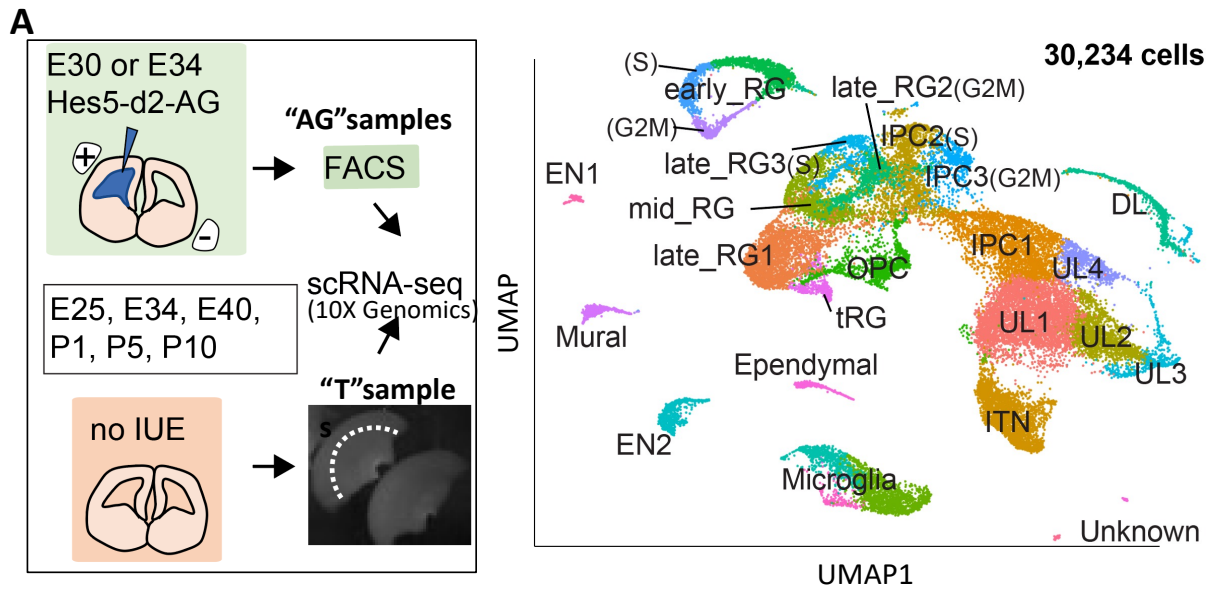 A
E30 or E34
Hes5-d2-AG
+
-
"AG"samples
FACS
scRNA-seq
(10X Genomics)
E25, E34, E40,
P1, P5, P10
"T"sample
s
no IUE
30,234 cells
(S)
early_RG
(G2M)
late_RG2(G2M)
IPC2(S)
late_RG3(S)
IPC3(G2M)
EN1
mid_RG
DL
late_RG1
IPC1
OPC
UL4
tRG
Mural
UL1
UL2
UL3
Ependymal
ITN
EN2
Microglia
Unknown
UMAP
UMAP1